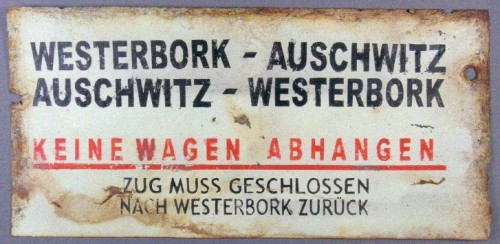 WESTERBORK - AUSCHWITZ
AUSCHWITZ - WESTERBORK
KEINE WAGEN ABHANGEN
ZUG MUSS GESCHLOSSEN
NACH WESTERBORK ZURÜCK